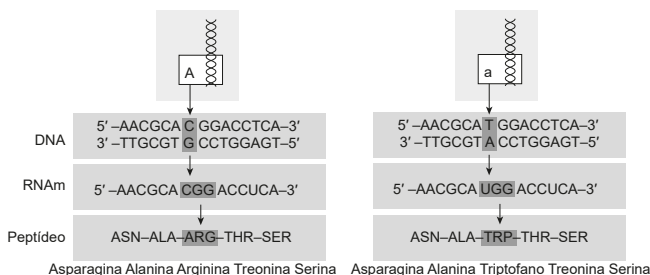 A
a
DNA
5′ –AACGCA C GGACCTCA–3′
3′ –TTGCGT G CCTGGAGT–5′
5′ –AACGCA T GGACCTCA–3′
3′ –TTGCGT A CCTGGAGT–5′
RNAm
5′ –AACGCA CGG ACCUCA–3′
5′ –AACGCA UGG ACCUCA–3′
Peptídeo
ASN–ALA–ARG–THR–SER
ASN–ALA–TRP–THR–SER
Asparagina Alanina Arginina Treonina Serina
Asparagina Alanina Triptofano Treonina Serina